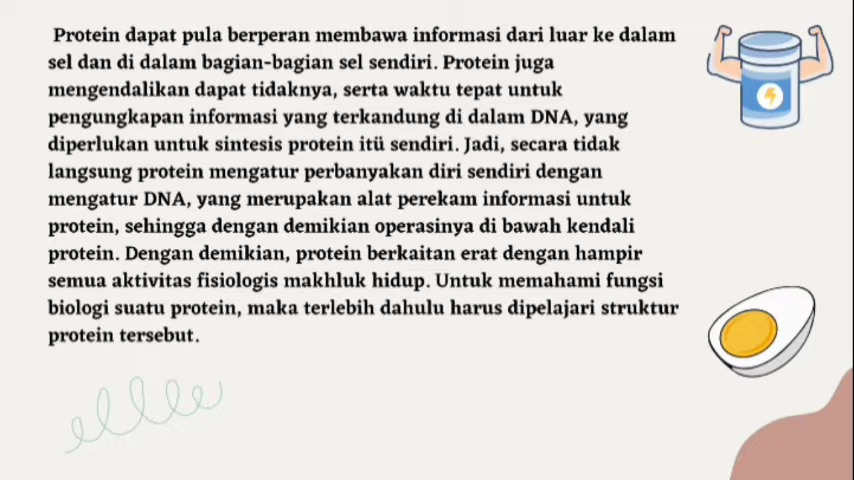 Protein dapat pula berperan membawa informasi dari luar ke dalam
sel dan di dalam bagian-bagian sel sendiri. Protein juga
mengendalikan dapat tidaknya, serta waktu tepat untuk
pengungkapan informasi yang terkandung di dalam DNA, yang
diperlukan untuk sintesis protein itü sendiri. Jadi, secara tidak
langsung protein mengatur perbanyakan diri sendiri dengan
mengatur DNA, yang merupakan alat perekam informasi untuk
protein, sehingga dengan demikian operasinya di bawah kendali
protein. Dengan demikian, protein berkaitan erat dengan hampir
semua aktivitas fisiologis makhluk hidup. Untuk memahami fungsi
biologi suatu protein, maka terlebih dahulu harus dipelajari struktur
protein tersebut.